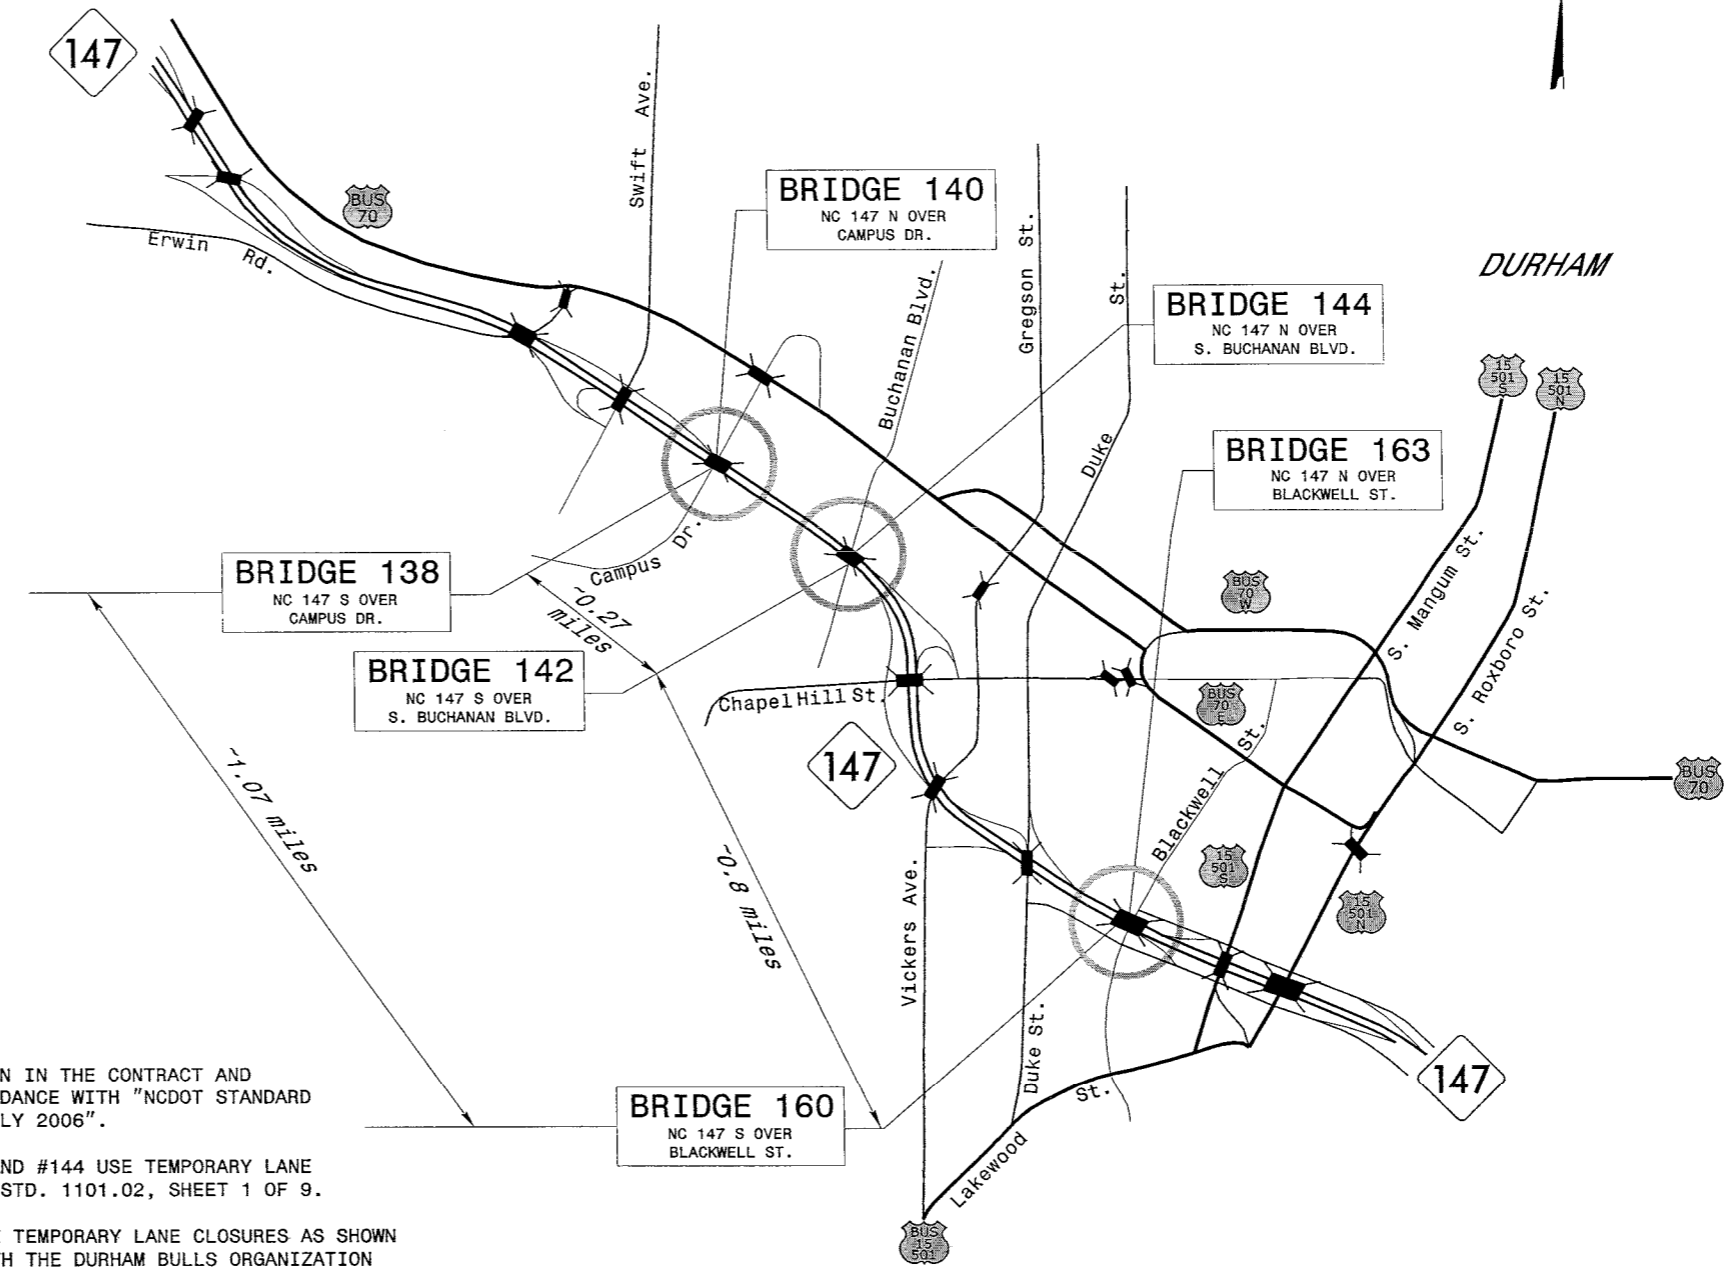 147
BUS
70
Erwin Rd.
Swift Ave.
BRIDGE 140
NC 147 N OVER
CAMPUS DR.
Buchanan Blvd.
Gregson St.
Duke St.
DURHAM
BRIDGE 144
NC 147 N OVER
S. BUCHANAN BLVD.
15
501
S
15
501
N
BRIDGE 163
NC 147 N OVER
BLACKWELL ST.
Campus Dr.
BRIDGE 138
NC 147 S OVER
CAMPUS DR.
~0.27
miles
BUS
70
W
S. Mangum St.
S. Roxboro St.
BRIDGE 142
NC 147 S OVER
S. BUCHANAN BLVD.
Chapel Hill St.
BUS
70
E
147
Blackwell St.
BUS
70
~1.07 miles
~0.8 miles
15
501
S
15
501
N
Vickers Ave.
Duke St.
147
BRIDGE 160
NC 147 S OVER
BLACKWELL ST.
Lakewood St.
BUS
15
501
N IN THE CONTRACT AND
DANCE WITH "NCDOT STANDARD
LY 2006".
ND #144 USE TEMPORARY LANE
STD. 1101.02, SHEET 1 OF 9.
TEMPORARY LANE CLOSURES AS SHOWN
H THE DURHAM BULLS ORGANIZATION